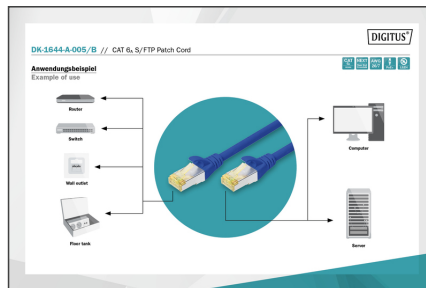 DIGITUS®
DK-1644-A-005/B // CAT 6A S/FTP Patch Cord
Anwendungsbeispiel
Example of use
CAT
Router
Switch
Wall outlet
Floor tank
Computer
Server